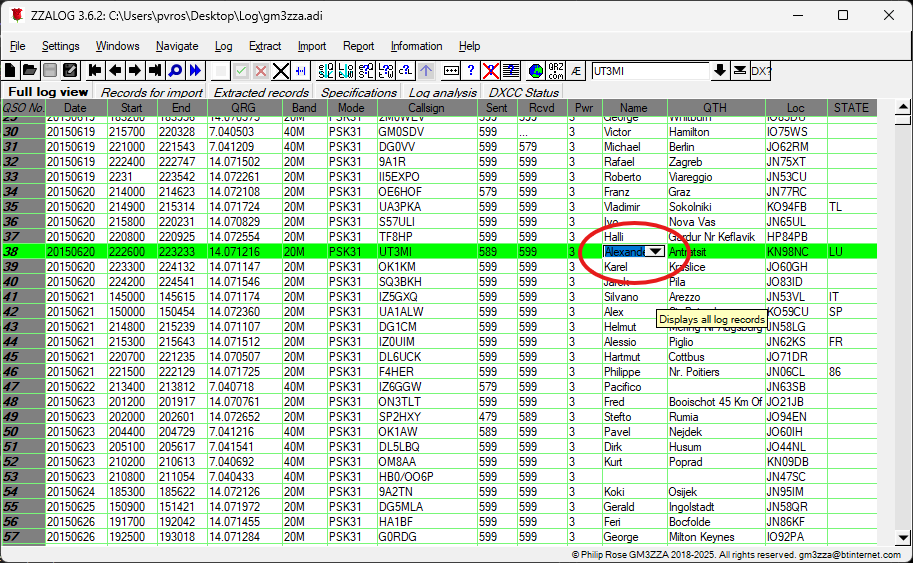 ZZALOG 3.6.2: C:\Users\pvros\Desktop\Log\gm3zza.adi
File Settings Windows Navigate Log Extract Import Report Information Help
QRZ COM Æ UT3MI DX?
Full log view Records for import Extracted records Specifications Log analysis DXCC Status
QSO No. Date Start End QRG Band Mode Callsign Sent Rcvd Pwr Name QTH Loc STATE
29 20150619 183200 183556 14.070575 20M PSK31 2M0WEV 599 599 3 George Whitburn IO85DU
30 20150619 215700 220328 7.040503 40M PSK31 GM0SDV 599 ... 3 Victor Hamilton IO75WS
31 20150619 221000 221543 7.041209 40M PSK31 DG0VV 599 579 3 Michael Berlin JO62RM
32 20150619 222400 222747 14.071502 20M PSK31 9A1R 599 599 3 Rafael Zagreb JN75XT
33 20150619 2231 223542 14.072261 20M PSK31 II5EXPO 599 599 3 Roberto Viareggio JN53CU
34 20150620 214000 214623 14.072108 20M PSK31 OE6HOF 579 599 3 Franz Graz JN77RC
35 20150620 214900 215314 14.071724 20M PSK31 UA3PKA 599 599 3 Vladimir Sokolniki KO94FB TL
36 20150620 215800 220231 14.070829 20M PSK31 S57ULI 599 599 3 Ivo Nova Vas JN65UL
37 20150620 220800 220925 14.072554 20M PSK31 TF8HP 599 599 3 Halli Gardur Nr Keflavik HP84PB
38 20150620 222600 223233 14.071216 20M PSK31 UT3MI 589 599 3 Alexande Antratsit KN98NC LU
39 20150620 223300 224132 14.071147 20M PSK31 OK1KM 599 599 3 Karel Kraslice JO60GH
40 20150620 224200 224541 14.071546 20M PSK31 SQ3BKH 599 599 3 Jarek Pila JO83ID
41 20150621 145000 145615 14.071174 20M PSK31 IZ5GXQ 599 599 3 Silvano Arezzo JN53VL IT
42 20150621 150000 150454 14.072360 20M PSK31 UA1ALW 599 599 3 Alex KO59CU SP
Displays all log records
43 20150621 214800 215239 14.071109 20M PSK31 DG1CM 599 599 3 Helmut Mering Nr Augsburg JN58LG
44 20150621 215300 215643 14.071512 20M PSK31 IZ0UIM 599 599 3 Alessio Piglio JN62KS FR
45 20150621 220700 221235 14.070507 20M PSK31 DL6UCK 599 599 3 Hartmut Cottbus JO71DR
46 20150621 221400 221725 14.071226 20M PSK31 F4HER 599 579 3 Philippe Nr. Poitiers JN06CL 86
47 20150622 213400 213812 7.040718 40M PSK31 IZ6GGW 579 599 3 Pacifico JN63SB
48 20150623 201200 201917 14.070761 20M PSK31 ON3TLT 599 599 3 Fred Booischot 45 Km Of JO21JB
49 20150623 202000 202601 14.072652 20M PSK31 SP2HXY 479 589 3 Stefto Rumia JO94EN
50 20150623 204400 204729 7.041216 40M PSK31 OK1AW 589 599 3 Pavel Nejdek JO60IH
51 20150623 205100 205617 7.041541 40M PSK31 DL5LBQ 599 599 3 Dirk Husum JO44NL
52 20150623 210200 210613 7.040692 40M PSK31 OM8AA 599 599 3 Kurt Poprad KN09DB
53 20150623 210800 211054 7.040433 40M PSK31 HB0/OO6P 599 599 3 JN47SC
54 20150624 185300 185622 14.072126 20M PSK31 9A2TN 599 599 3 Koki Osijek JN95IM
55 20150625 150900 151421 14.071972 20M PSK31 DG5MLA 599 599 3 Gerald Ingolstadt JN58QR
56 20150626 191700 192042 14.071455 20M PSK31 HA1BF 599 599 3 Feri Bocfolde JN86KF
57 20150626 192500 193018 14.071284 20M PSK31 G0RDG 599 599 3 George Milton Keynes IO92PA
© Philip Rose GM3ZZA 2018-2025. All rights reserved. gm3zza@btinternet.com